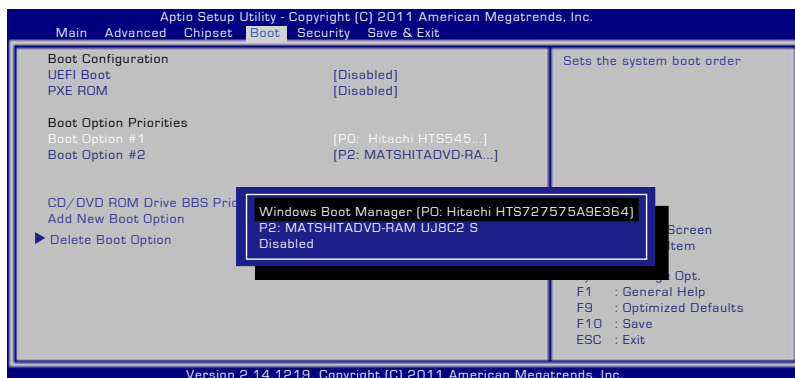 Aptio Setup Utility - Copyright (C) 2011 American Megatrends, Inc.
Main Advanced Chipset Boot Security Save & Exit
Boot Configuration
UEFI Boot [Disabled]
PXE ROM [Disabled]
Boot Option Priorities
Boot Option #1 [P0: Hitachi HTS545...]
Boot Option #2 [P2: MATSHITADVD-RA...]
CD/DVD ROM Drive BBS
Add New Boot Option
Delete Boot Option
Windows Boot Manager (P0: Hitachi HTS727575A9E364)
P2: MATSHITADVD-RAM UJ8C2 S
Disabled
Sets the system boot order
Screen
Opt.
F1 : General Help
F9 : Optimized Defaults
F10 : Save
ESC : Exit
Version 2.14.1219. Copyright (C) 2011 American Megatrends, Inc.